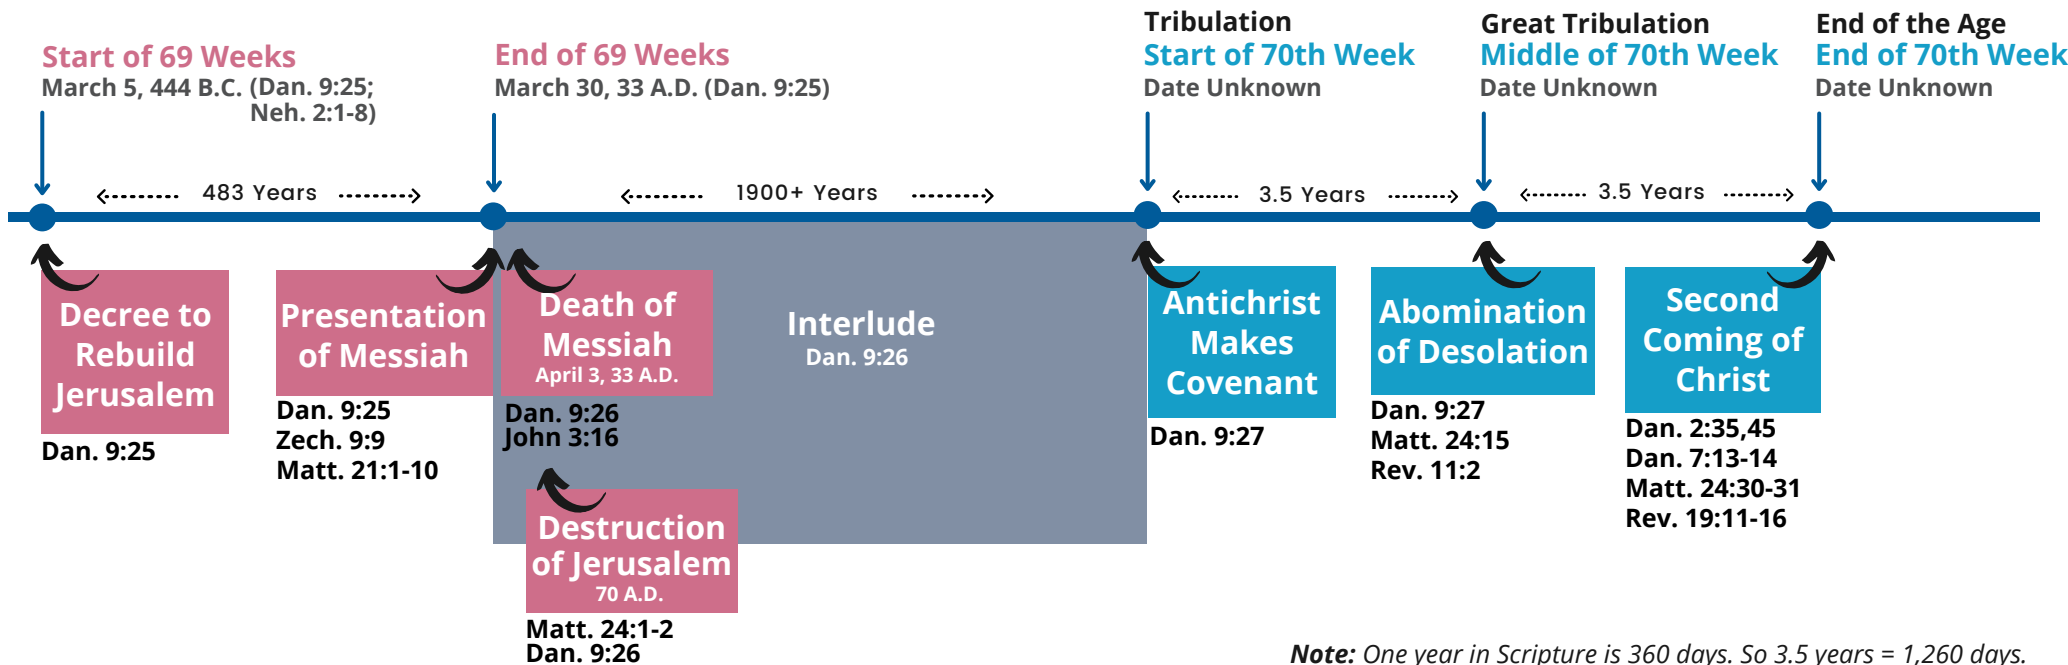 Start of 69 Weeks
March 5, 444 B.C. (Dan. 9:25;
Neh. 2:1-8)
End of 69 Weeks
March 30, 33 A.D. (Dan. 9:25)
Tribulation
Start of 70th Week
Date Unknown
Great Tribulation
Middle of 70th Week
Date Unknown
End of the Age
End of 70th Week
Date Unknown
483 Years
1900+ Years
3.5 Years
3.5 Years
Decree to
Rebuild
Jerusalem
Dan. 9:25
Presentation
of Messiah
Dan. 9:25
Zech. 9:9
Matt. 21:1-10
Death of
Messiah
April 3, 33 A.D.
Dan. 9:26
John 3:16
Destruction
of Jerusalem
70 A.D.
Matt. 24:1-2
Dan. 9:26
Interlude
Dan. 9:26
Antichrist
Makes
Covenant
Dan. 9:27
Abomination
of Desolation
Dan. 9:27
Matt. 24:15
Rev. 11:2
Second
Coming of
Christ
Dan. 2:35,45
Dan. 7:13-14
Matt. 24:30-31
Rev. 19:11-16
Note: One year in Scripture is 360 days. So 3.5 years = 1,260 days.